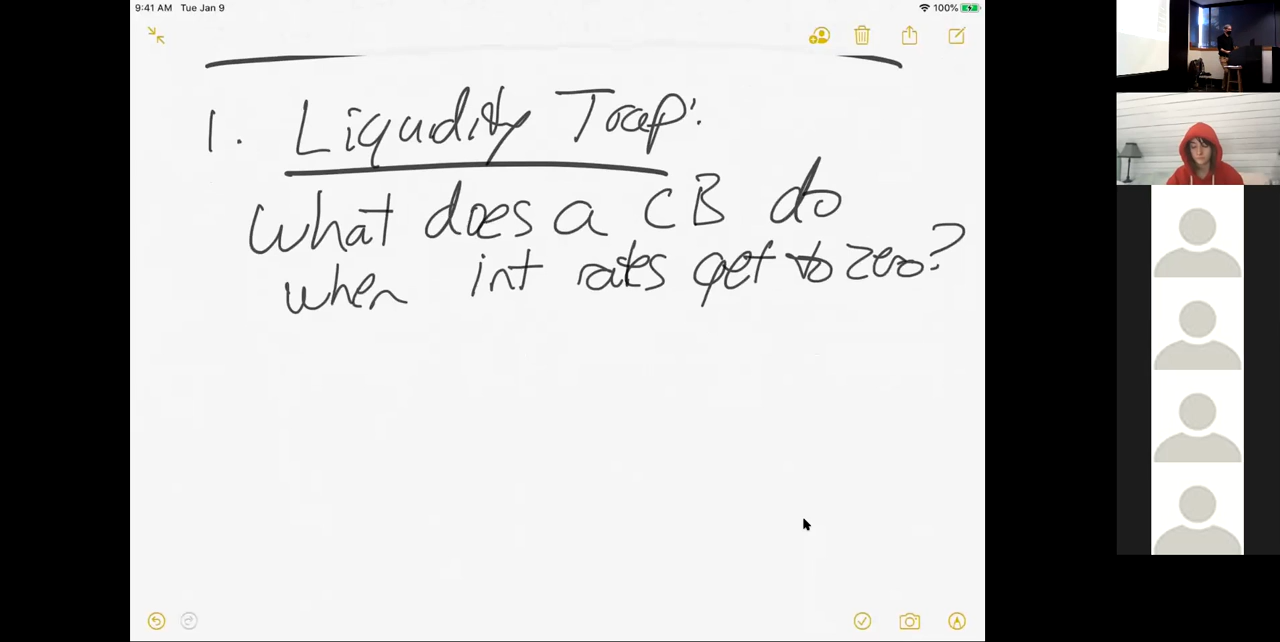 9:41 AM Tue Jan 9
100%
1. Liquidity Trap:
What does a CB do
when int rates get to zero?